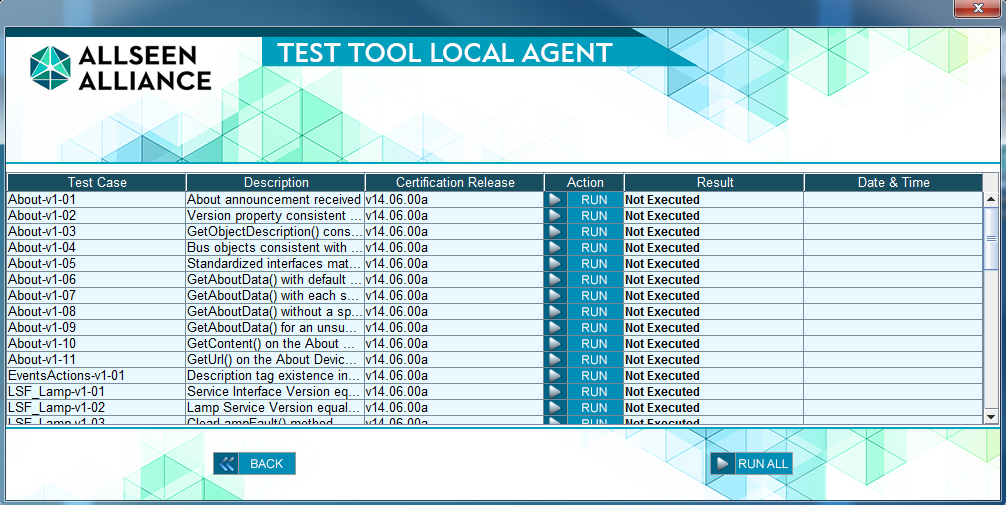 ALLSEEN
ALLIANCE
TEST TOOL LOCAL AGENT
Test Case Description Certification Release Action Result Date & Time
About-v1-01 About announcement received v14.06.00a RUN Not Executed
About-v1-02 Version property consistent ... v14.06.00a RUN Not Executed
About-v1-03 GetObjectDescription() cons... v14.06.00a RUN Not Executed
About-v1-04 Bus objects consistent with ... v14.06.00a RUN Not Executed
About-v1-05 Standardized interfaces mat... v14.06.00a RUN Not Executed
About-v1-06 GetAboutData() with default ... v14.06.00a RUN Not Executed
About-v1-07 GetAboutData() with each s... v14.06.00a RUN Not Executed
About-v1-08 GetAboutData() without a sp... v14.06.00a RUN Not Executed
About-v1-09 GetAboutData() for an unsu... v14.06.00a RUN Not Executed
About-v1-10 GetContent() on the About ... v14.06.00a RUN Not Executed
About-v1-11 GetUrl() on the About Devic... v14.06.00a RUN Not Executed
EventsActions-v1-01 Description tag existence in... v14.06.00a RUN Not Executed
LSF_Lamp-v1-01 Service Interface Version eq... v14.06.00a RUN Not Executed
LSF_Lamp-v1-02 Lamp Service Version equal... v14.06.00a RUN Not Executed
LSF_Lamp-v1-03 ClearLampFault() method ... v14.06.00a RUN Not Executed
BACK RUN ALL